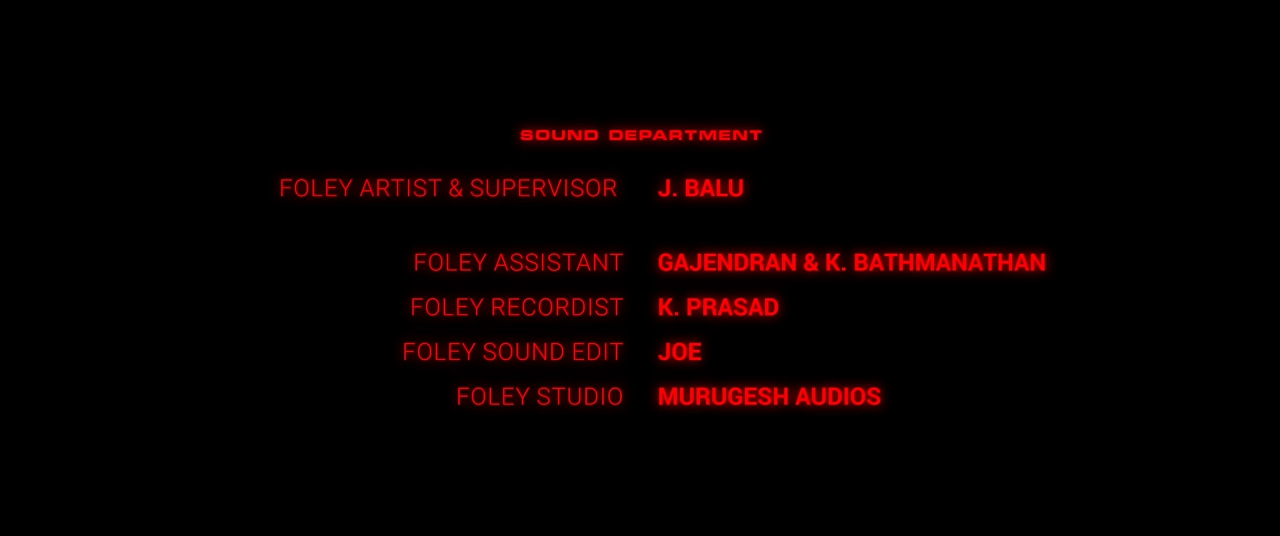 SOUND DEPARTMENT
FOLEY ARTIST & SUPERVISOR J. BALU
FOLEY ASSISTANT GAJENDRAN & K. BATHMANATHAN
FOLEY RECORDIST K. PRASAD
FOLEY SOUND EDIT JOE
FOLEY STUDIO MURUGESH AUDIOS